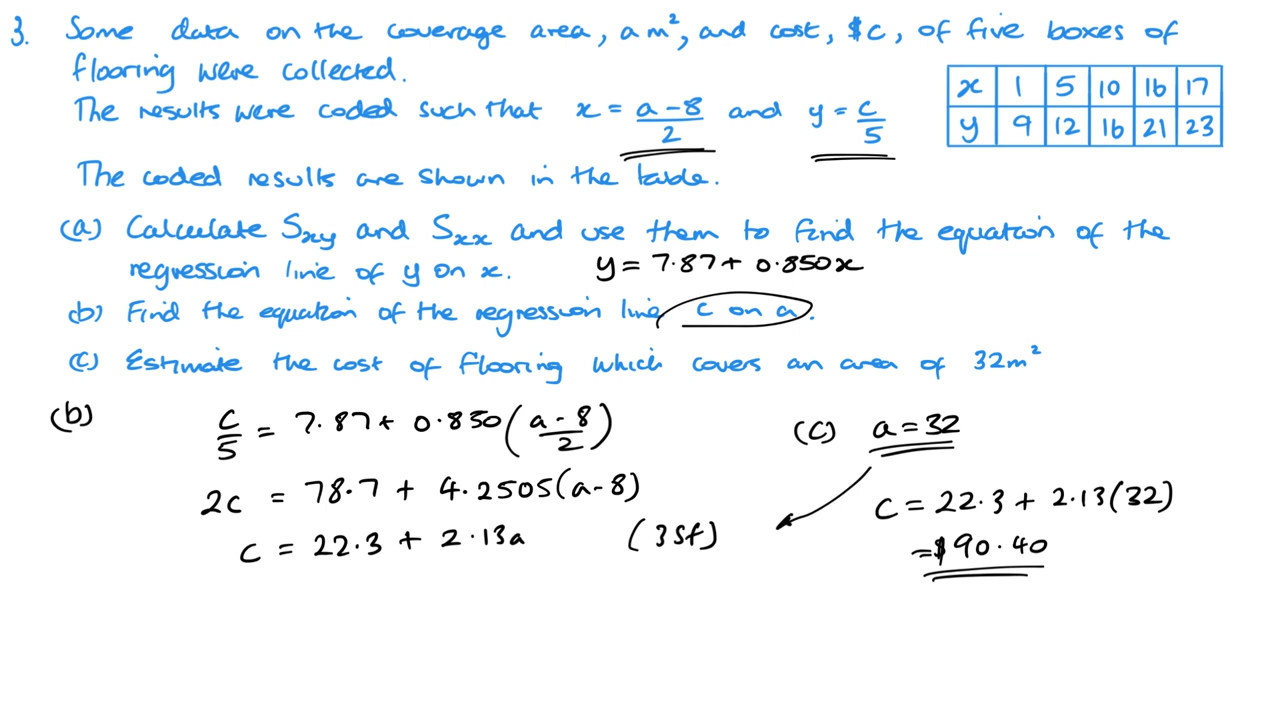 3. Some data on the coverage area, a m², and cost, $c, of five boxes of
flooring were collected.
The results were coded such that x = (a-8)/2 and y = c/5
x 1 5 10 16 17
y 9 12 16 21 23
The coded results are shown in the table.
(a) Calculate Sxy and Sxx and use them to find the equation of the
regression line of y on x. y = 7.87 + 0.850x
(b) Find the equation of the regression line c on a.
(c) Estimate the cost of flooring which covers an area of 32m²
(b) c/5 = 7.87 + 0.850((a-8)/2)
2c = 78.7 + 4.2505(a-8)
c = 22.3 + 2.13a (3sf)
(c) a = 32
c = 22.3 + 2.13(32)
= $90.40